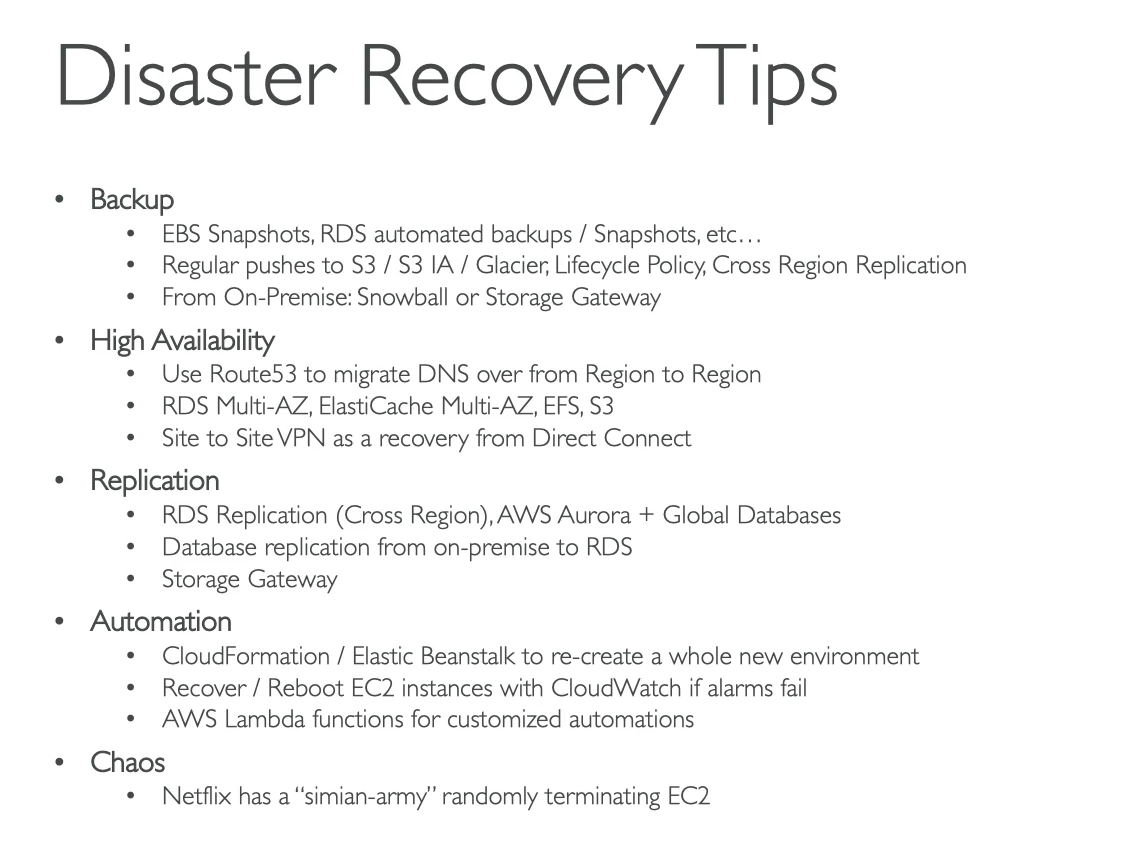 Disaster Recovery Tips
• Backup
• EBS Snapshots, RDS automated backups / Snapshots, etc…
• Regular pushes to S3 / S3 IA / Glacier, Lifecycle Policy, Cross Region Replication
• From On-Premise: Snowball or Storage Gateway
• High Availability
• Use Route53 to migrate DNS over from Region to Region
• RDS Multi-AZ, ElastiCache Multi-AZ, EFS, S3
• Site to Site VPN as a recovery from Direct Connect
• Replication
• RDS Replication (Cross Region), AWS Aurora + Global Databases
• Database replication from on-premise to RDS
• Storage Gateway
• Automation
• CloudFormation / Elastic Beanstalk to re-create a whole new environment
• Recover / Reboot EC2 instances with CloudWatch if alarms fail
• AWS Lambda functions for customized automations
• Chaos
• Netflix has a “simian-army” randomly terminating EC2